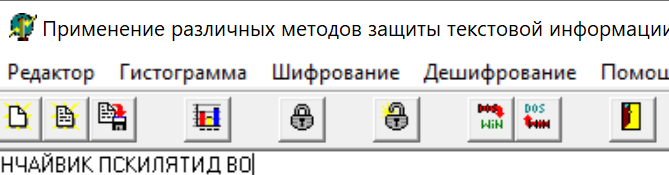 Применение различных методов защиты текстовой информации
Редактор Гистограмма Шифрование Дешифрование Помощ
DOS WiN DOS WiN
НЧАЙВИК ПСКИЛЯТИД ВО